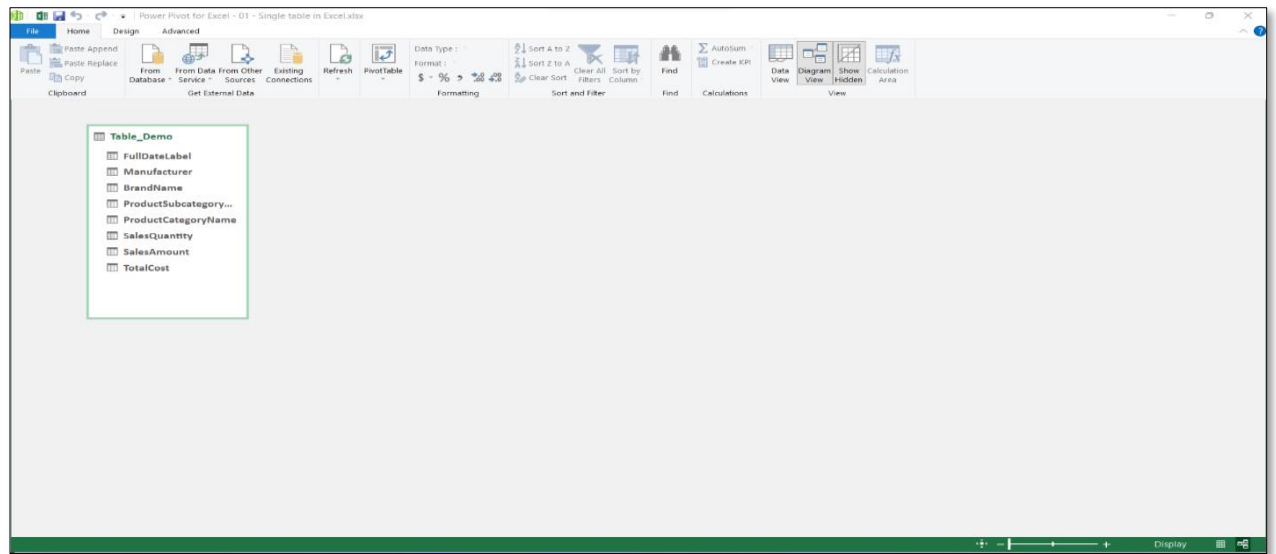 Power Pivot for Excel - 01 - Single table in Excel.xlsx
File Home Design Advanced
Paste
Paste Append
Paste Replace
Copy
Clipboard
From Database
From Data Service
From Other Sources
Existing Connections
Get External Data
Refresh
PivotTable
Data Type :
Format :
$ - % ,
Formatting
Sort A to Z
Sort Z to A
Clear Sort
Clear All Filters
Sort by Column
Sort and Filter
Find
Find
AutoSum
Create KPI
Calculations
Data View
Diagram View
Show Hidden
Calculation Area
View
Table_Demo
FullDateLabel
Manufacturer
BrandName
ProductSubcategory...
ProductCategoryName
SalesQuantity
SalesAmount
TotalCost
Display